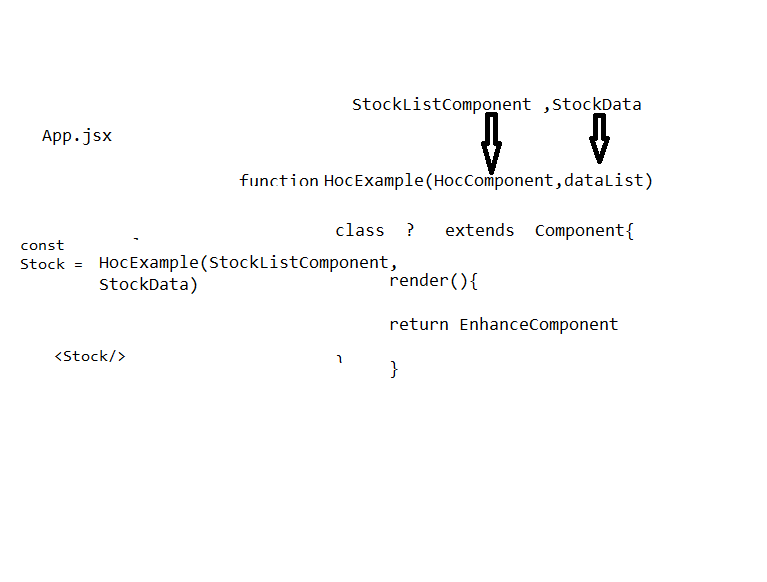 StockListComponent ,StockData
App.jsx
function HocExample(HocComponent,dataList)
class ? extends Component{
const
Stock = HocExample(StockListComponent,
StockData)
render(){
return EnhanceComponent
<Stock/>
}